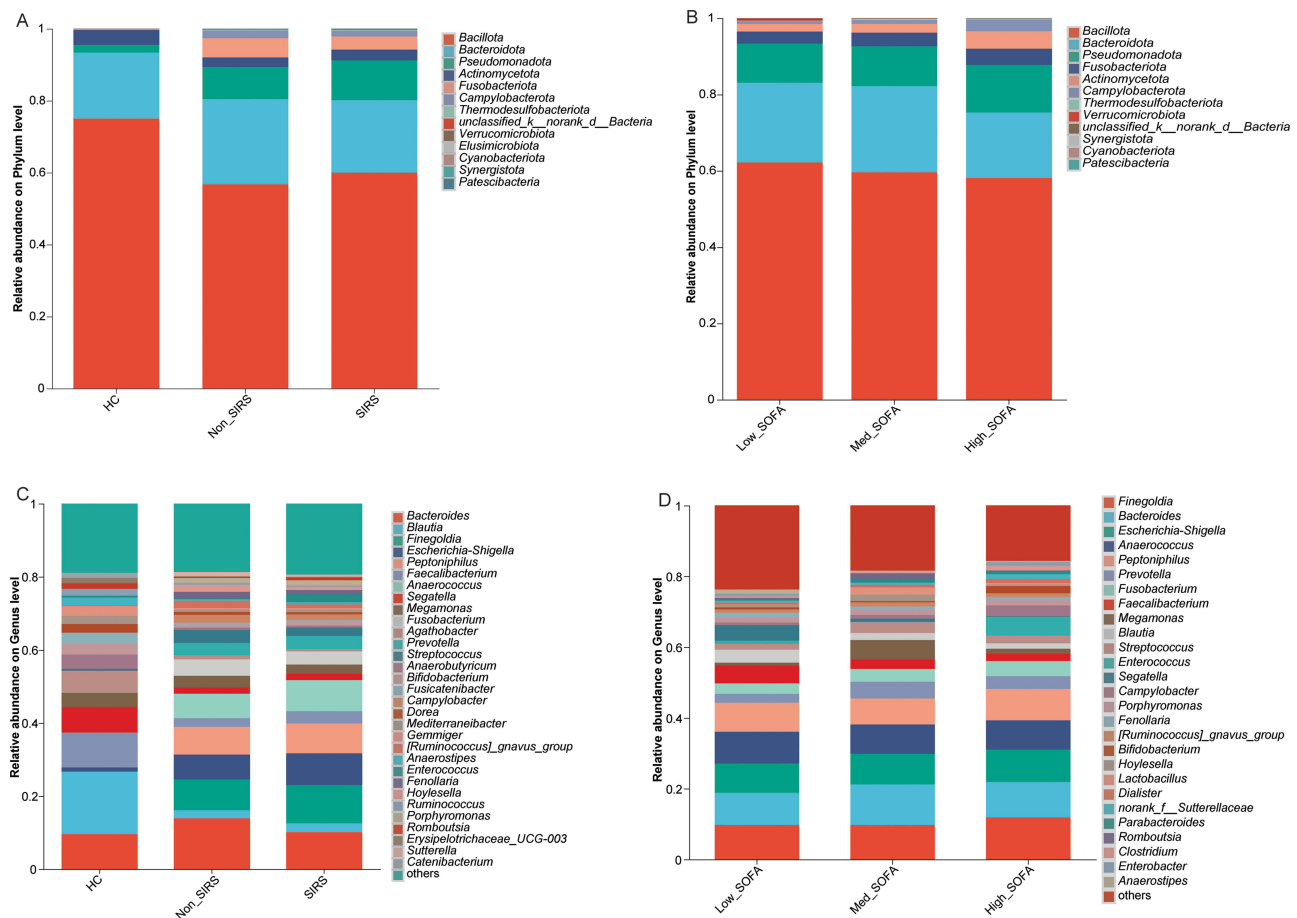 A
Relative abundance on Phylum level
1
0.8
0.6
0.4
0.2
0
HC
Non_SIRS
SIRS
Bacillota
Bacteroidota
Pseudomonadota
Actinomycetota
Fusobacteriota
Campylobacterota
Thermodesulfobacteriota
unclassified_k__norank_d__Bacteria
Verrucomicrobiota
Elusimicrobiota
Cyanobacteriota
Synergistota
Patescibacteria
B
Relative abundance on Phylum level
1
0.8
0.6
0.4
0.2
0
Low_SOFA
Med_SOFA
High_SOFA
Bacillota
Bacteroidota
Pseudomonadota
Fusobacteriota
Actinomycetota
Campylobacterota
Thermodesulfobacteriota
Verrucomicrobiota
unclassified_k__norank_d__Bacteria
Synergistota
Cyanobacteriota
Patescibacteria
C
Relative abundance on Genus level
1
0.8
0.6
0.4
0.2
0
HC
Non_SIRS
SIRS
Bacteroides
Blautia
Finegoldia
Escherichia-Shigella
Peptoniphilus
Faecalibacterium
Anaerococcus
Segatella
Megamonas
Fusobacterium
Agathobacter
Prevotella
Streptococcus
Anaerobutyricum
Bifidobacterium
Fusicatenibacter
Campylobacter
Dorea
Mediterraneibacter
Gemmiger
[Ruminococcus]_gnavus_group
Anaerostipes
Enterococcus
Fenollaria
Hoylesella
Ruminococcus
Porphyromonas
Romboutsia
Erysipelotrichaceae_UCG-003
Sutterella
Catenibacterium
others
D
Relative abundance on Genus level
1
0.8
0.6
0.4
0.2
0
Low_SOFA
Med_SOFA
High_SOFA
Finegoldia
Bacteroides
Escherichia-Shigella
Anaerococcus
Peptoniphilus
Prevotella
Fusobacterium
Faecalibacterium
Megamonas
Blautia
Streptococcus
Enterococcus
Segatella
Campylobacter
Porphyromonas
Fenollaria
[Ruminococcus]_gnavus_group
Bifidobacterium
Hoylesella
Lactobacillus
Dialister
norank_f__Sutterellaceae
Parabacteroides
Romboutsia
Clostridium
Enterobacter
Anaerostipes
others